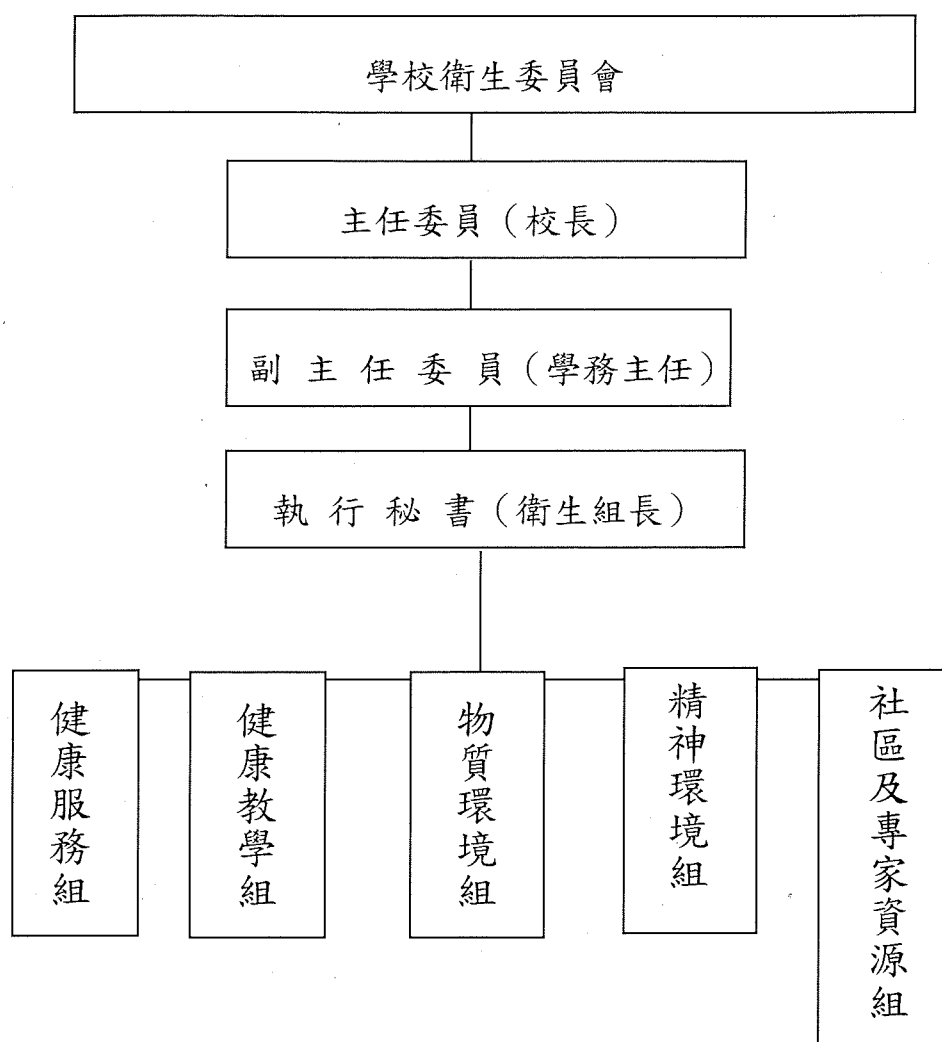 學校衛生委員會
主任委員（校長）
副主任委員（學務主任）
執行秘書（衛生組長）
健康服務組
健康教學組
物質環境組
精神環境組
社區及專家資源組